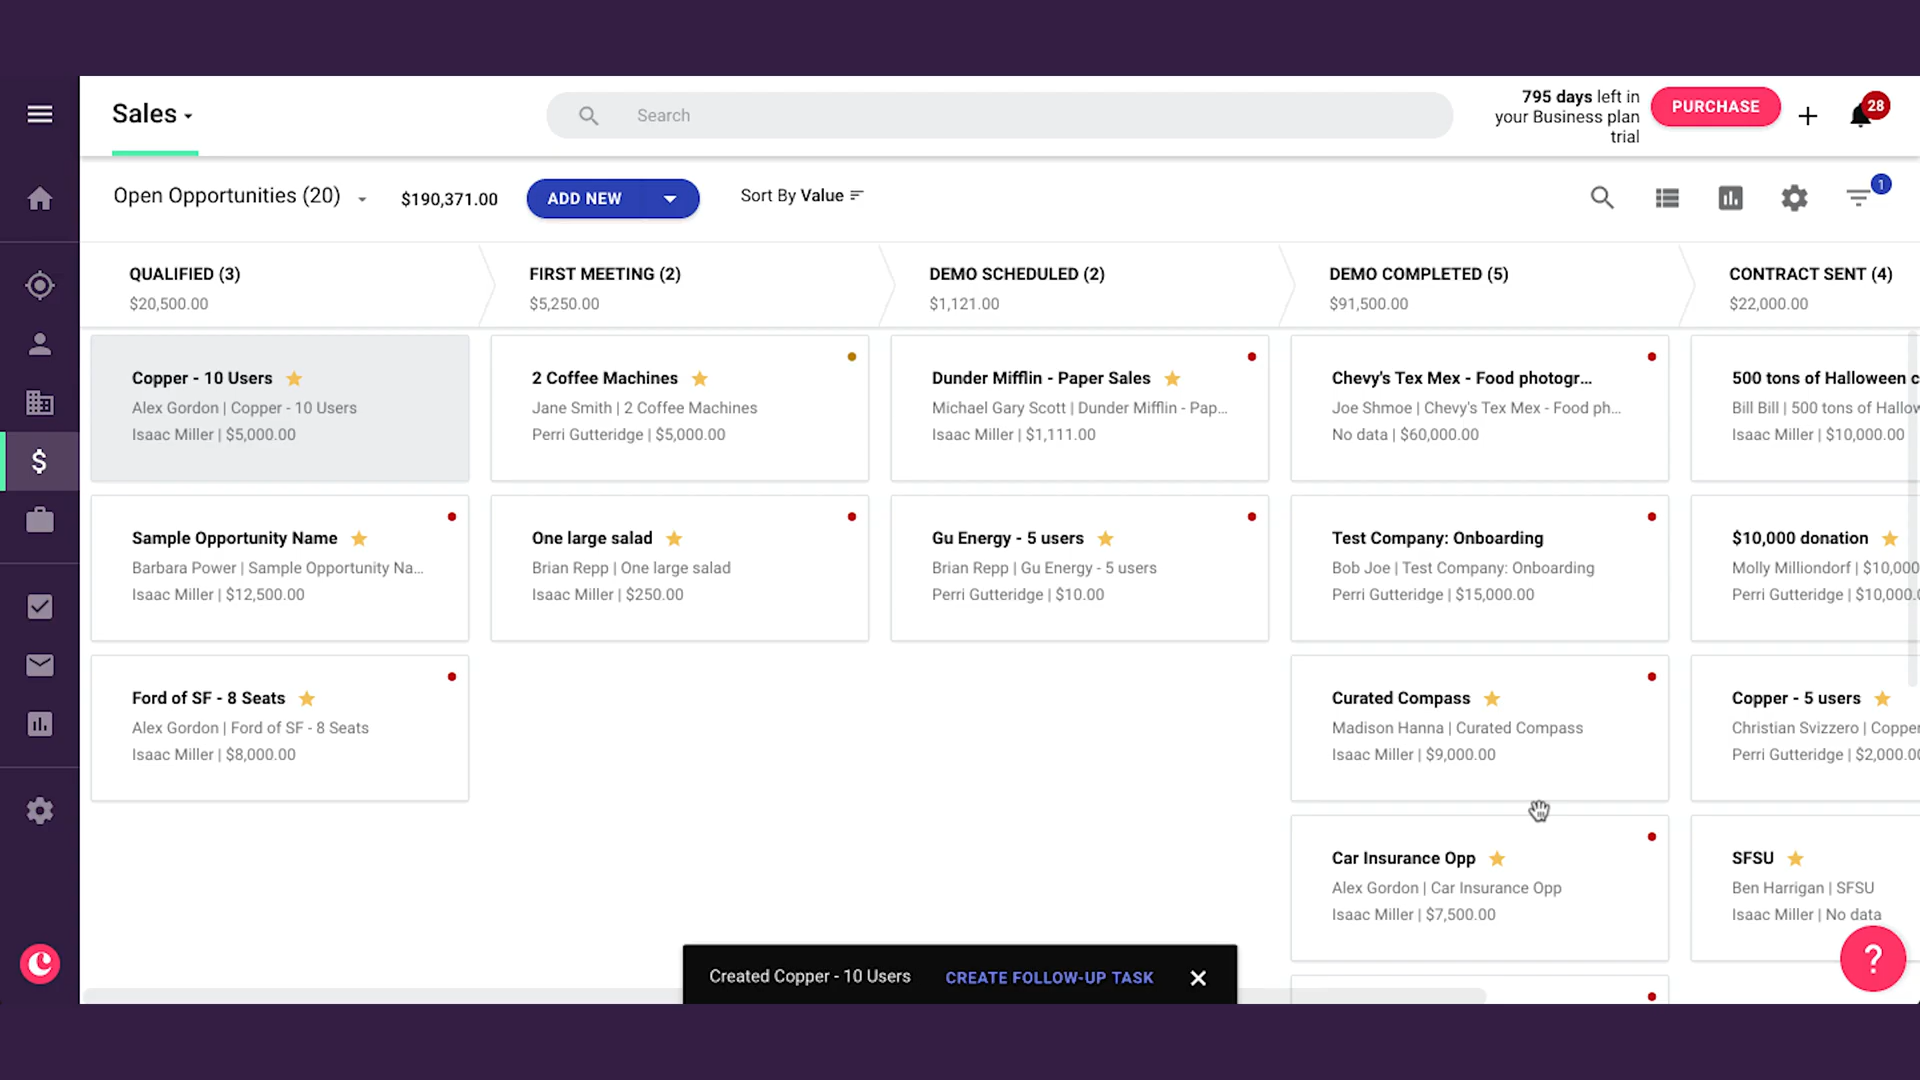 Sales
Search
795 days left in
your Business plan
trial
PURCHASE
28
Open Opportunities (20)
$190,371.00
ADD NEW
Sort By Value
1
QUALIFIED (3)
$20,500.00
FIRST MEETING (2)
$5,250.00
DEMO SCHEDULED (2)
$1,121.00
DEMO COMPLETED (5)
$91,500.00
CONTRACT SENT (4)
$22,000.00
Copper - 10 Users
Alex Gordon | Copper - 10 Users
Isaac Miller | $5,000.00
Sample Opportunity Name
Barbara Power | Sample Opportunity Na...
Isaac Miller | $12,500.00
Ford of SF - 8 Seats
Alex Gordon | Ford of SF - 8 Seats
Isaac Miller | $8,000.00
2 Coffee Machines
Jane Smith | 2 Coffee Machines
Perri Gutteridge | $5,000.00
One large salad
Brian Repp | One large salad
Isaac Miller | $250.00
Dunder Mifflin - Paper Sales
Michael Gary Scott | Dunder Mifflin - Pap...
Isaac Miller | $1,111.00
Gu Energy - 5 users
Brian Repp | Gu Energy - 5 users
Perri Gutteridge | $10.00
Chevy's Tex Mex - Food photogr...
Joe Shmoe | Chevy's Tex Mex - Food ph...
No data | $60,000.00
Test Company: Onboarding
Bob Joe | Test Company: Onboarding
Perri Gutteridge | $15,000.00
Curated Compass
Madison Hanna | Curated Compass
Isaac Miller | $9,000.00
Car Insurance Opp
Alex Gordon | Car Insurance Opp
Isaac Miller | $7,500.00
500 tons of Halloween c
Bill Bill | 500 tons of Hallow
Isaac Miller | $10,000.00
$10,000 donation
Molly Milliondorf | $10,000
Perri Gutteridge | $10,000.0
Copper - 5 users
Christian Svizzero | Copper
Perri Gutteridge | $2,000.00
SFSU
Ben Harrigan | SFSU
Isaac Miller | No data
Created Copper - 10 Users
CREATE FOLLOW-UP TASK
?